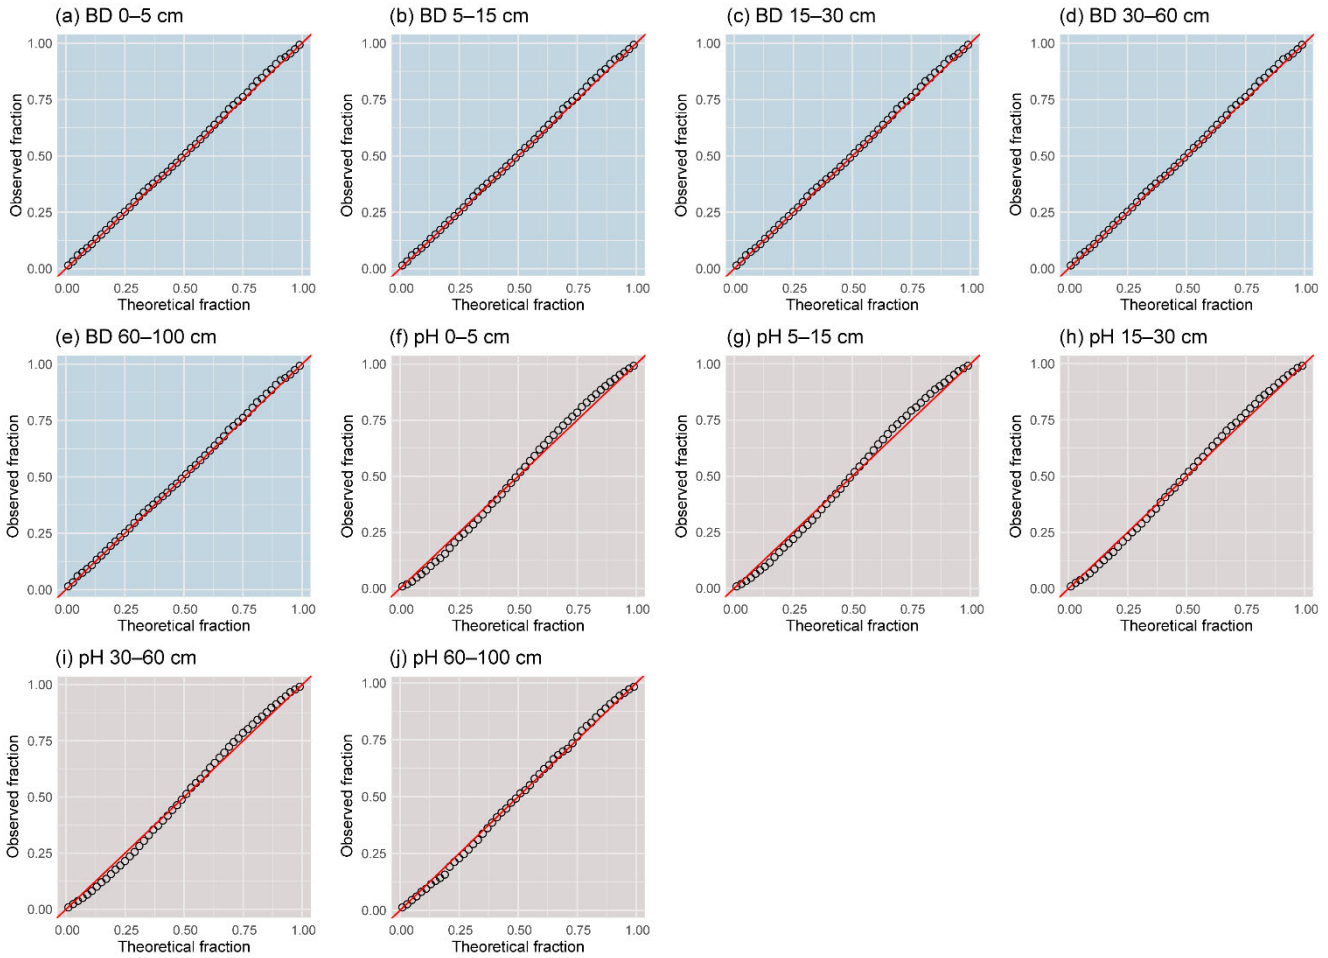 (a) BD 0–5 cm
(b) BD 5–15 cm
(c) BD 15–30 cm
(d) BD 30–60 cm
1.00
0.75
0.50
0.25
0.00
Observed fraction
0.00 0.25 0.50 0.75 1.00
Theoretical fraction
1.00
0.75
0.50
0.25
0.00
Observed fraction
0.00 0.25 0.50 0.75 1.00
Theoretical fraction
1.00
0.75
0.50
0.25
0.00
Observed fraction
0.00 0.25 0.50 0.75 1.00
Theoretical fraction
1.00
0.75
0.50
0.25
0.00
Observed fraction
0.00 0.25 0.50 0.75 1.00
Theoretical fraction
(e) BD 60–100 cm
(f) pH 0–5 cm
(g) pH 5–15 cm
(h) pH 15–30 cm
1.00
0.75
0.50
0.25
0.00
Observed fraction
0.00 0.25 0.50 0.75 1.00
Theoretical fraction
1.00
0.75
0.50
0.25
0.00
Observed fraction
0.00 0.25 0.50 0.75 1.00
Theoretical fraction
1.00
0.75
0.50
0.25
0.00
Observed fraction
0.00 0.25 0.50 0.75 1.00
Theoretical fraction
1.00
0.75
0.50
0.25
0.00
Observed fraction
0.00 0.25 0.50 0.75 1.00
Theoretical fraction
(i) pH 30–60 cm
(j) pH 60–100 cm
1.00
0.75
0.50
0.25
0.00
Observed fraction
0.00 0.25 0.50 0.75 1.00
Theoretical fraction
1.00
0.75
0.50
0.25
0.00
Observed fraction
0.00 0.25 0.50 0.75 1.00
Theoretical fraction